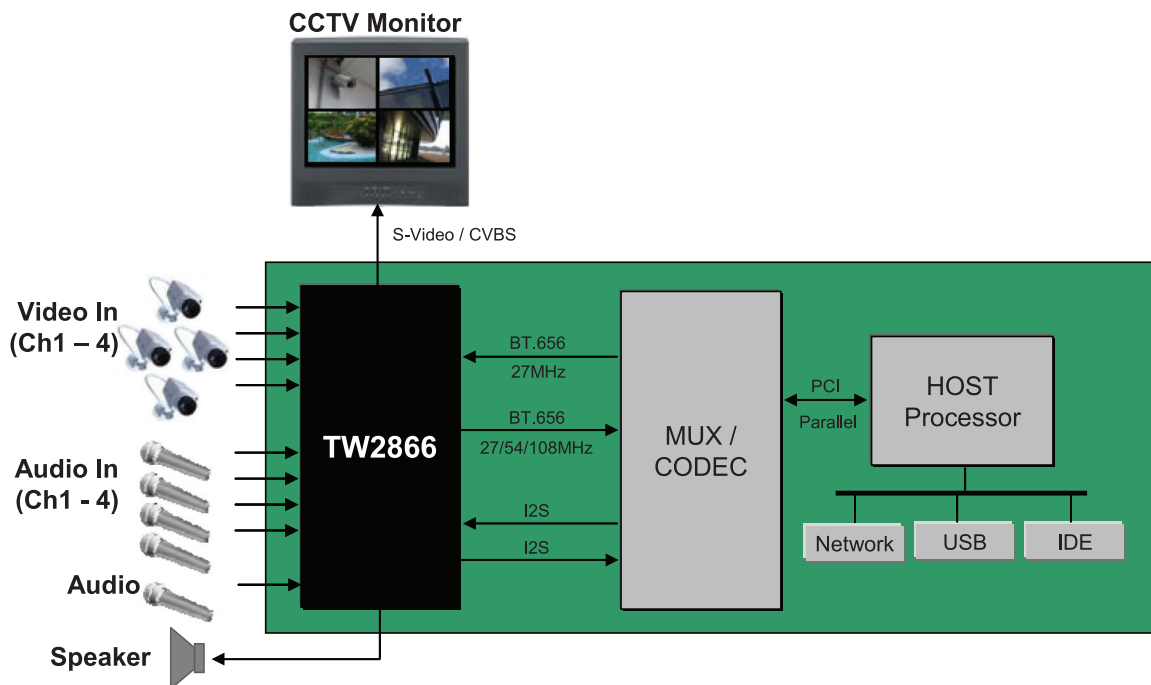 CCTV Monitor
S-Video / CVBS
Video In
(Ch1 – 4)
Audio In
(Ch1 - 4)
Audio
Speaker
TW2866
BT.656
27MHz
BT.656
27/54/108MHz
I2S
I2S
MUX /
CODEC
PCI
Parallel
HOST
Processor
Network
USB
IDE